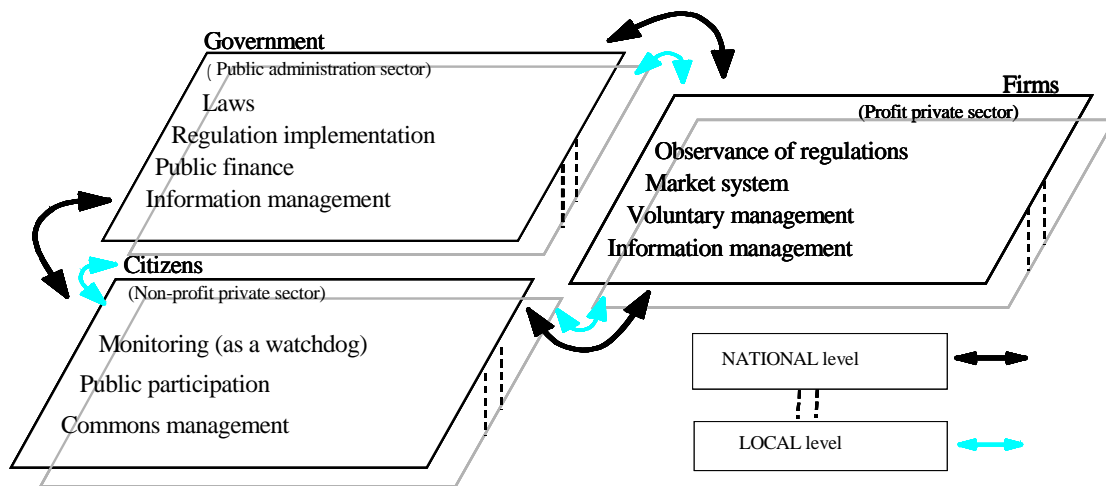 Government
( Public administration sector)
Laws
Regulation implementation
Public finance
Information management
Firms
(Profit private sector)
Observance of regulations
Market system
Voluntary management
Information management
Citizens
(Non-profit private sector)
Monitoring (as a watchdog)
Public participation
Commons management
NATIONAL level
LOCAL level